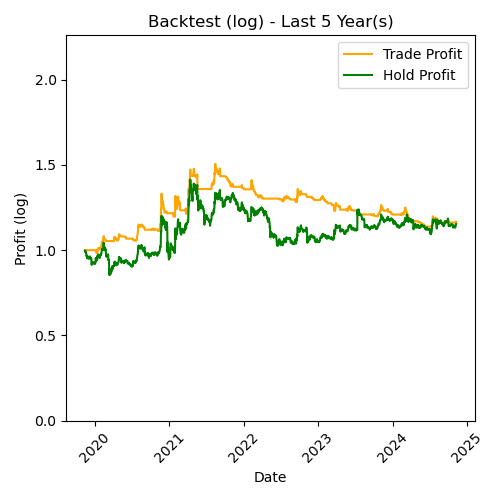 Backtest (log) - Last 5 Year(s)
Trade Profit
Hold Profit
Profit (log)
2.0
1.5
1.0
0.5
0.0
2020
2021
2022
2023
2024
2025
Date